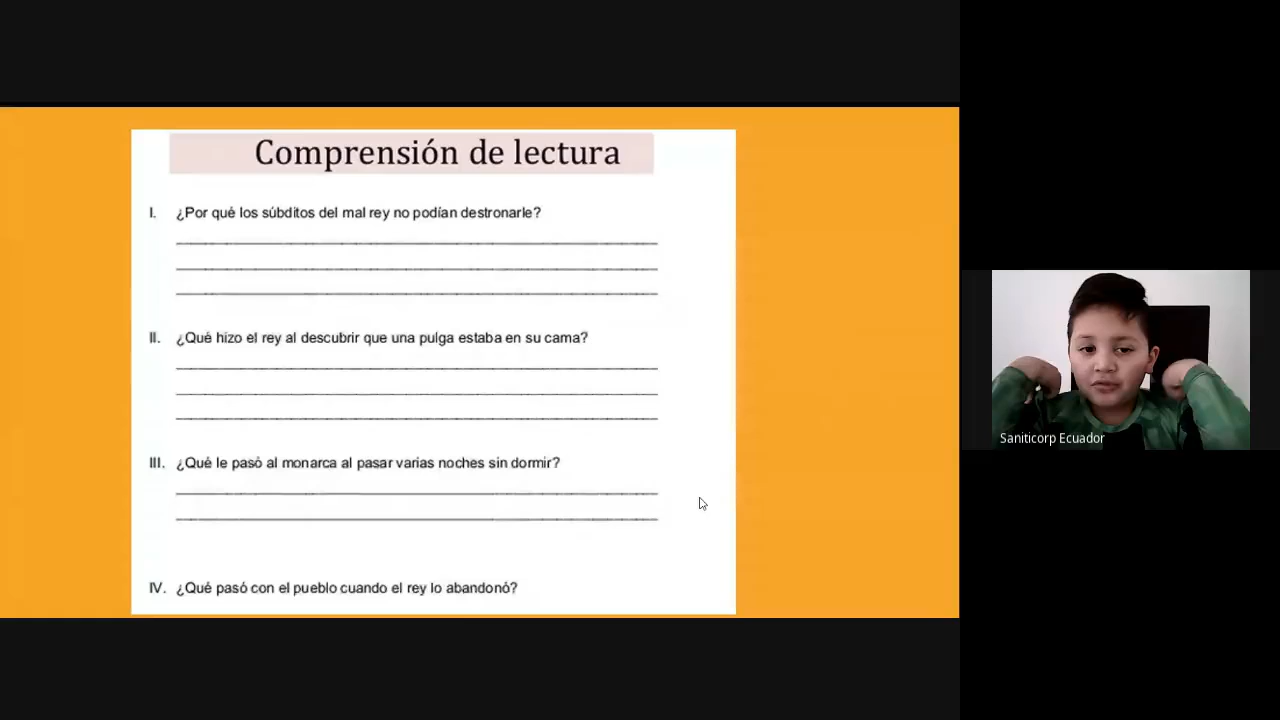 Comprensión de lectura
I. ¿Por qué los súbditos del mal rey no podían destronarle?
II. ¿Qué hizo el rey al descubrir que una pulga estaba en su cama?
III. ¿Qué le pasó al monarca al pasar varias noches sin dormir?
IV. ¿Qué pasó con el pueblo cuando el rey lo abandonó?
Saniticorp Ecuador